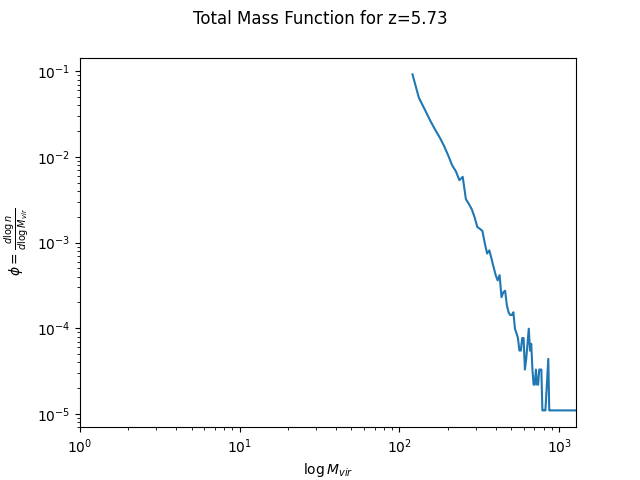 Total Mass Function for z=5.73
10⁻¹
10⁻²
10⁻³
10⁻⁴
10⁻⁵
ϕ = d log n / d log M_vir
10⁰ 10¹ 10² 10³
log M_vir